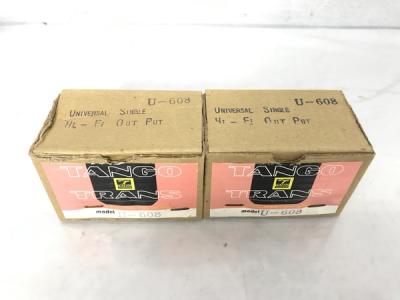 U-608
UNIVERSAL SINGLE
Hi-Fi OUT PUT
TANGO
TRANS
model U-608
U-608
UNIVERSAL SINGLE
Hi-Fi OUT PUT
TANGO
TRANS
model U-608